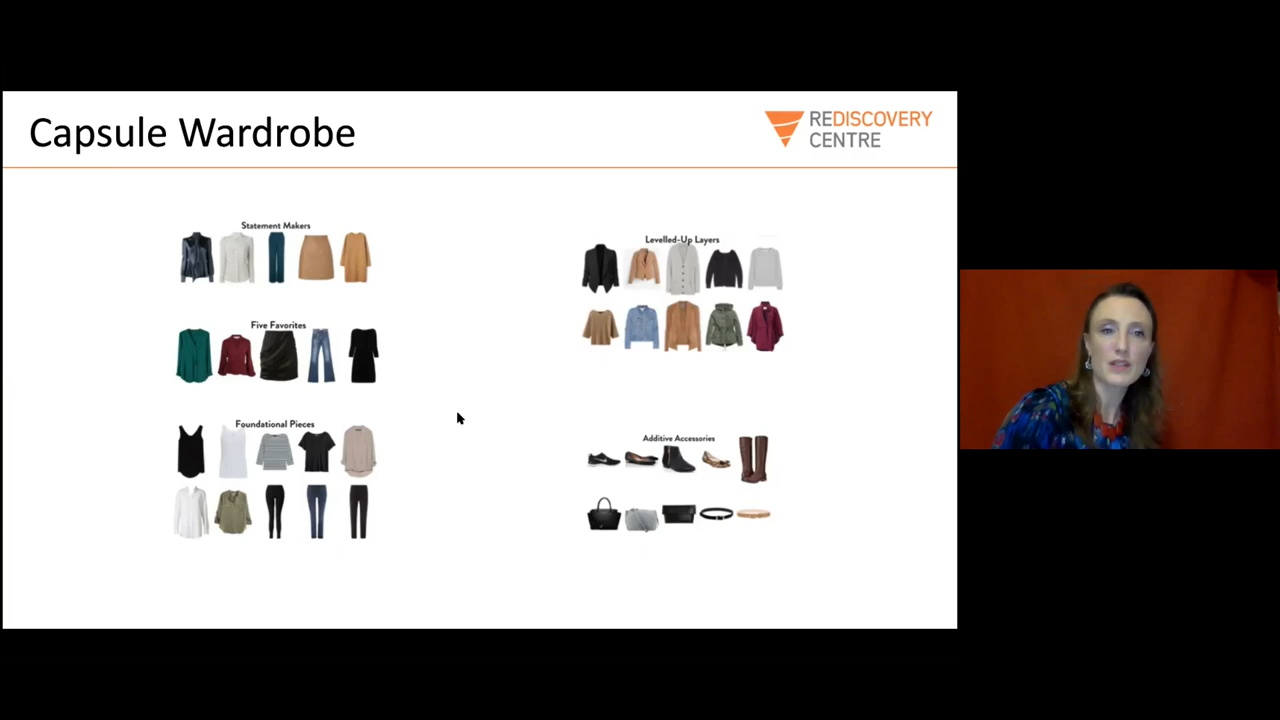 Capsule Wardrobe
REDISCOVERY
CENTRE
Statement Makers
Five Favorites
Foundational Pieces
Levelled-Up Layers
Additive Accessories